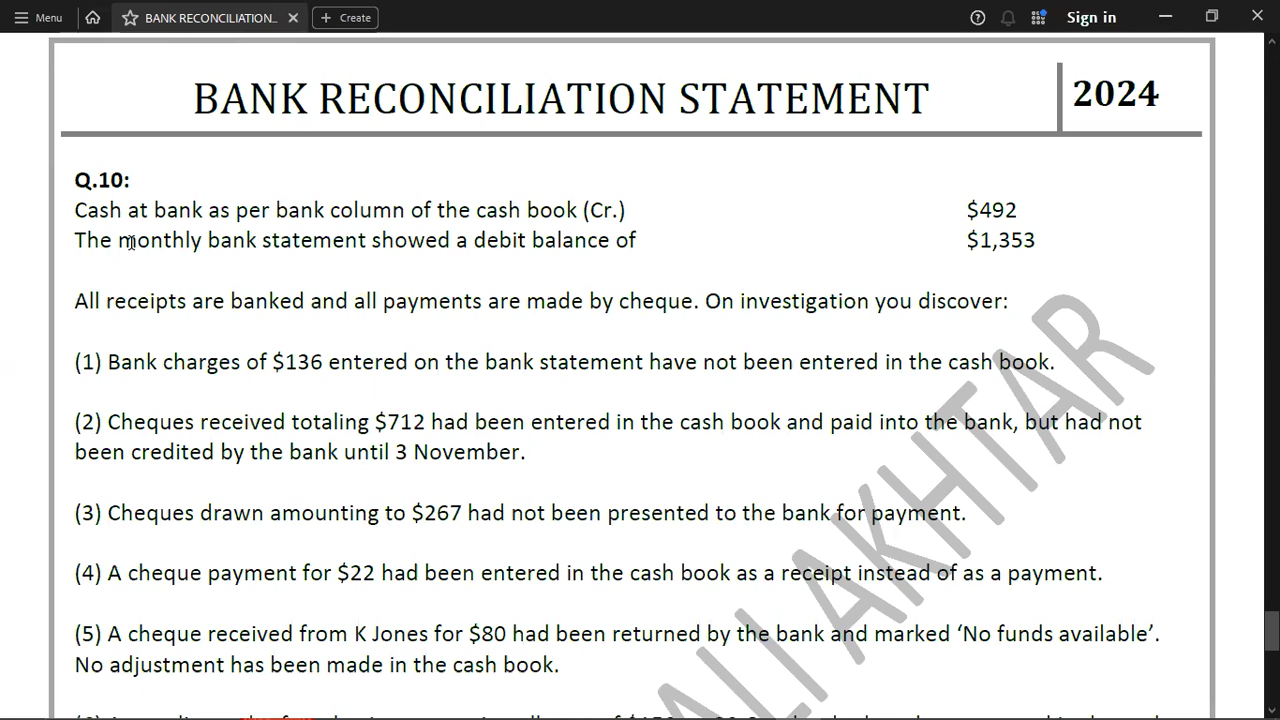 Menu
BANK RECONCILIATION...
Create
Sign in
BANK RECONCILIATION STATEMENT
2024
Q.10:
Cash at bank as per bank column of the cash book (Cr.) $492
The monthly bank statement showed a debit balance of $1,353
All receipts are banked and all payments are made by cheque. On investigation you discover:
(1) Bank charges of $136 entered on the bank statement have not been entered in the cash book.
(2) Cheques received totaling $712 had been entered in the cash book and paid into the bank, but had not
been credited by the bank until 3 November.
(3) Cheques drawn amounting to $267 had not been presented to the bank for payment.
(4) A cheque payment for $22 had been entered in the cash book as a receipt instead of as a payment.
(5) A cheque received from K Jones for $80 had been returned by the bank and marked ‘No funds available’.
No adjustment has been made in the cash book.
ALI AKHTAR